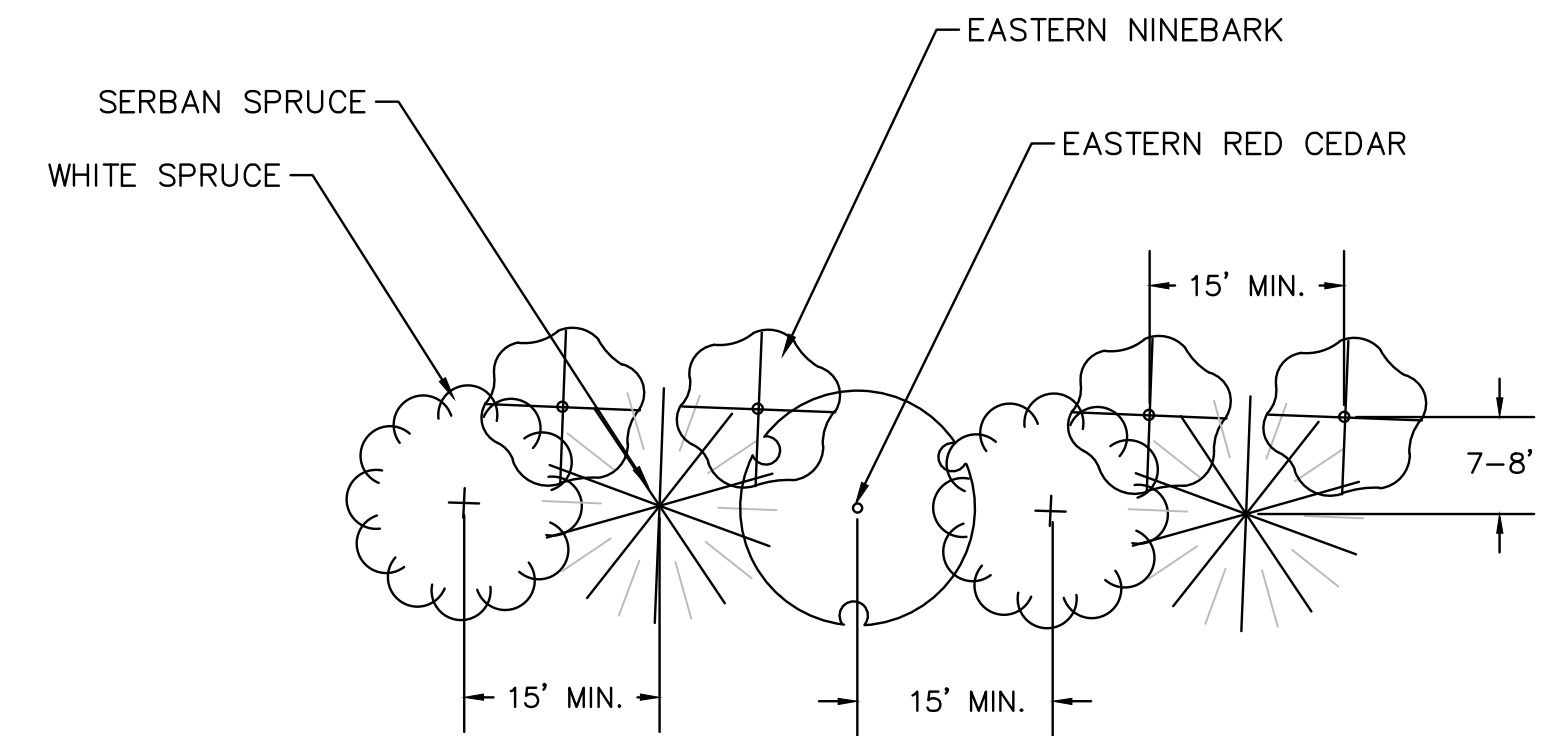 EASTERN NINEBARK
SERBAN SPRUCE
EASTERN RED CEDAR
WHITE SPRUCE
15' MIN.
7-8'
15' MIN.
15' MIN.